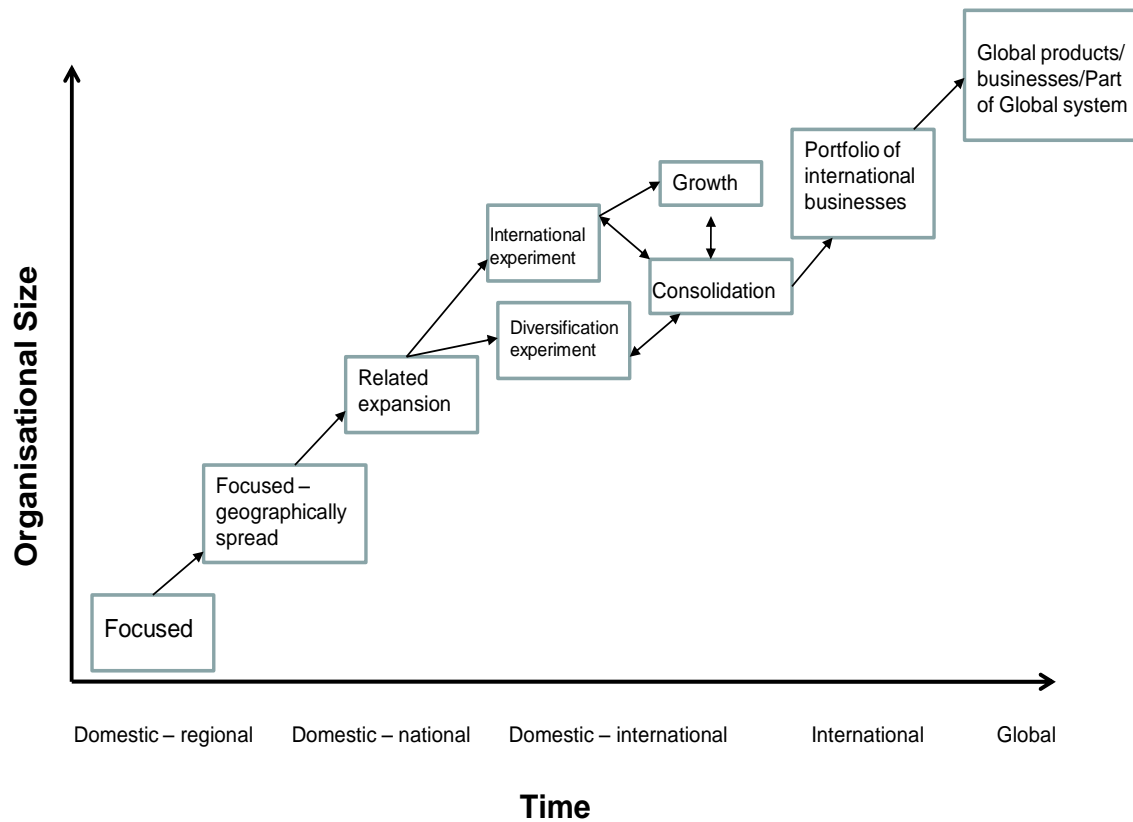 Global products/
businesses/Part
of Global system
Portfolio of
international
businesses
Growth
International
experiment
Consolidation
Diversification
experiment
Related
expansion
Focused –
geographically
spread
Focused
Organisational Size
Domestic – regional
Domestic – national
Domestic – international
International
Global
Time